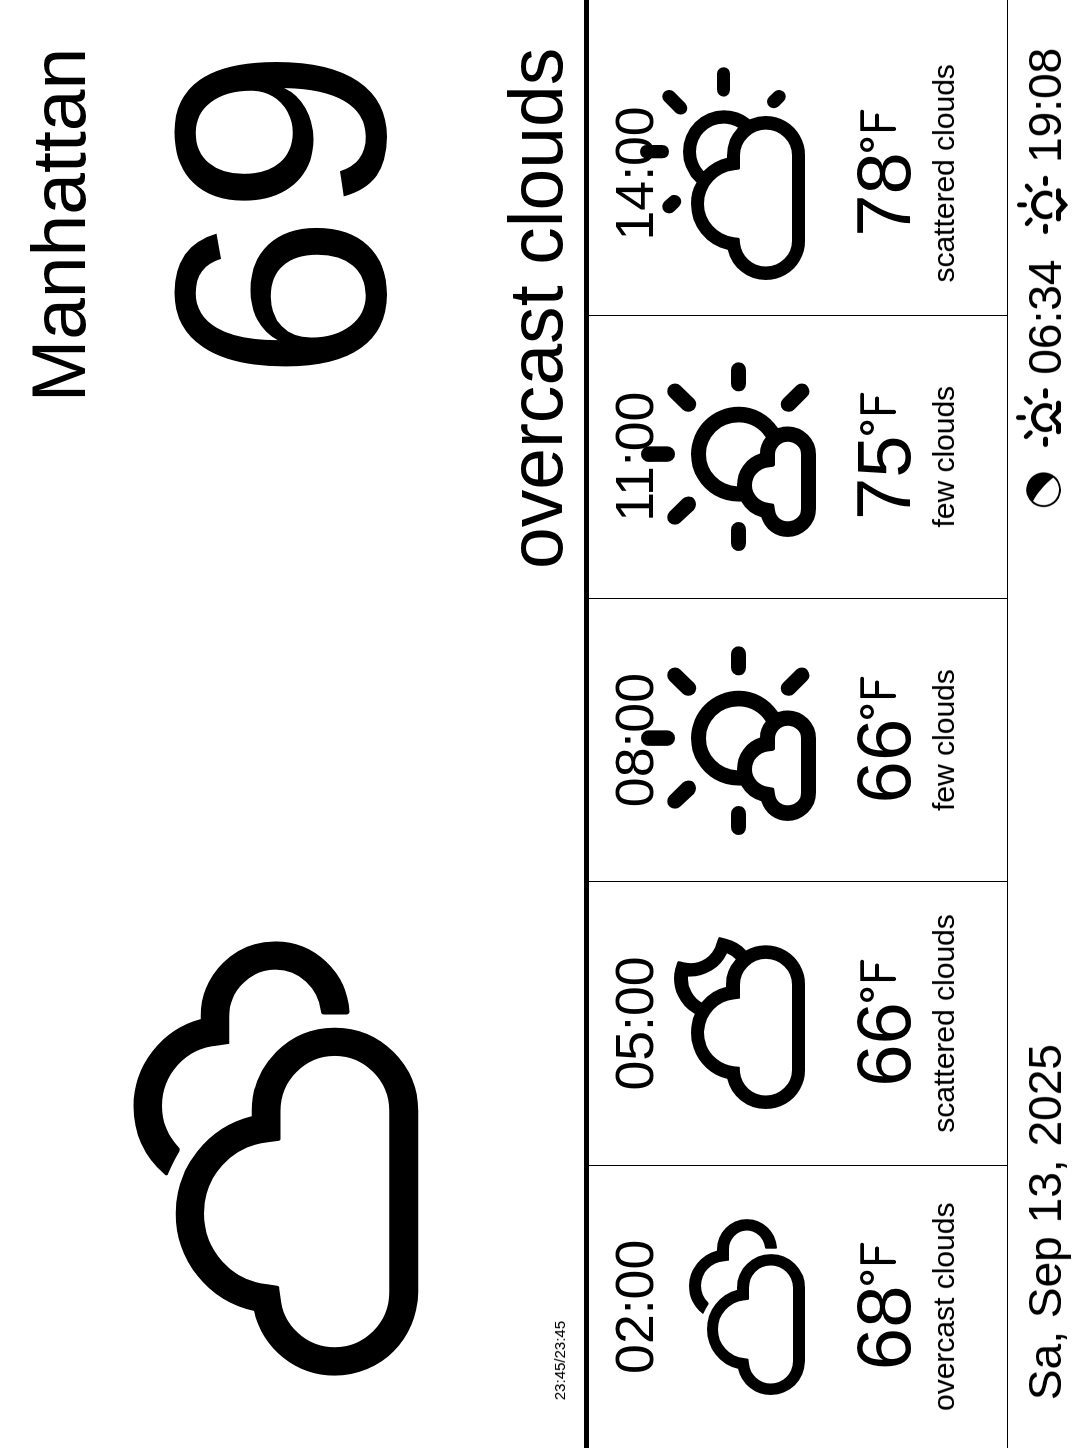 Manhattan
69
23:45/23:45 overcast clouds
02:00 05:00 08:00 11:00 14:00
68°F 66°F 66°F 75°F 78°F
overcast clouds scattered clouds few clouds few clouds scattered clouds
Sa, Sep 13, 2025 06:34 19:08